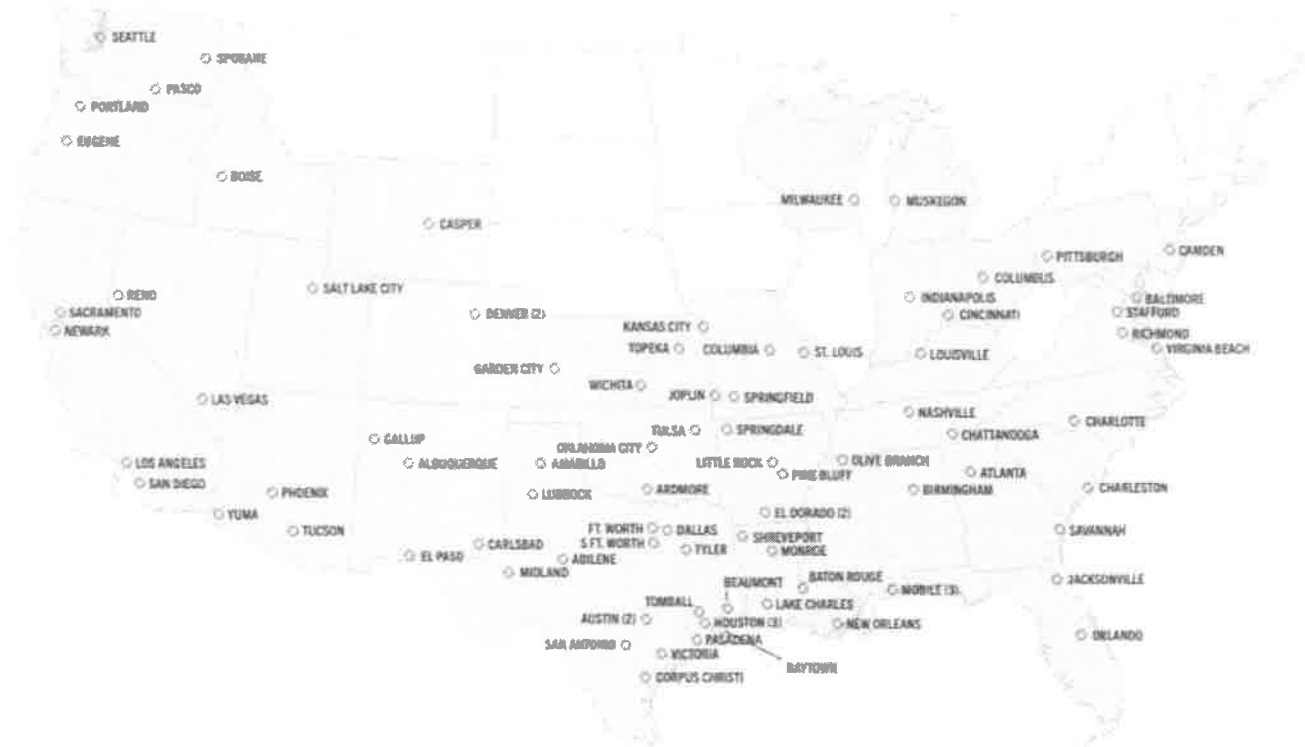 SEATTLE
SPOKANE
PASCO
PORTLAND
EUGENE
BOISE
MILWAUKEE
MUSKEGON
CASPER
CAMDEN
PITTSBURGH
COLUMBUS
SALT LAKE CITY
RENO
INDIANAPOLIS
BALTIMORE
SACRAMENTO
DENVER (2)
CINCINNATI
STAFFORD
NEWARK
KANSAS CITY
RICHMOND
TOPEKA
COLUMBIA
ST. LOUIS
LOUISVILLE
VIRGINIA BEACH
GARDEN CITY
WICHITA
JOPLIN
SPRINGFIELD
LAS VEGAS
NASHVILLE
CHARLOTTE
GALLUP
TULSA
SPRINGDALE
CHATTANOOGA
OKLAHOMA CITY
LOS ANGELES
ALBUQUERQUE
AMARILLO
LITTLE ROCK
OLIVE BRANCH
ATLANTA
PINE BLUFF
SAN DIEGO
PHOENIX
LUBBOCK
ARDMORE
BIRMINGHAM
CHARLESTON
YUMA
EL DORADO (2)
TUCSON
FT. WORTH
DALLAS
SHREVEPORT
SAVANNAH
CARLSBAD
S.FT. WORTH
TYLER
MONROE
EL PASO
ABILENE
MIDLAND
BEAUMONT
BATON ROUGE
JACKSONVILLE
MOBILE (3)
TOMBALL
LAKE CHARLES
AUSTIN (2)
HOUSTON (3)
NEW ORLEANS
ORLANDO
SAN ANTONIO
PASADENA
VICTORIA
BAYTOWN
CORPUS CHRISTI